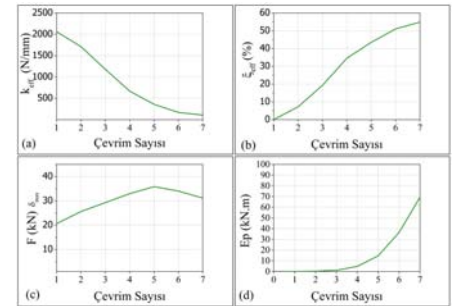 2500
2000
1500
1000
500
k_eff (N/mm)
1 2 3 4 5 6 7
(a) Çevrim Sayısı
60
50
40
30
20
10
0
ξ_eff (%)
1 2 3 4 5 6 7
(b) Çevrim Sayısı
40
30
20
10
F (kN)
1 2 3 4 5 6 7
(c) Çevrim Sayısı
100
90
80
70
60
50
40
30
20
10
0
Ep (kN.m)
0 1 2 3 4 5 6 7
(d) Çevrim Sayısı